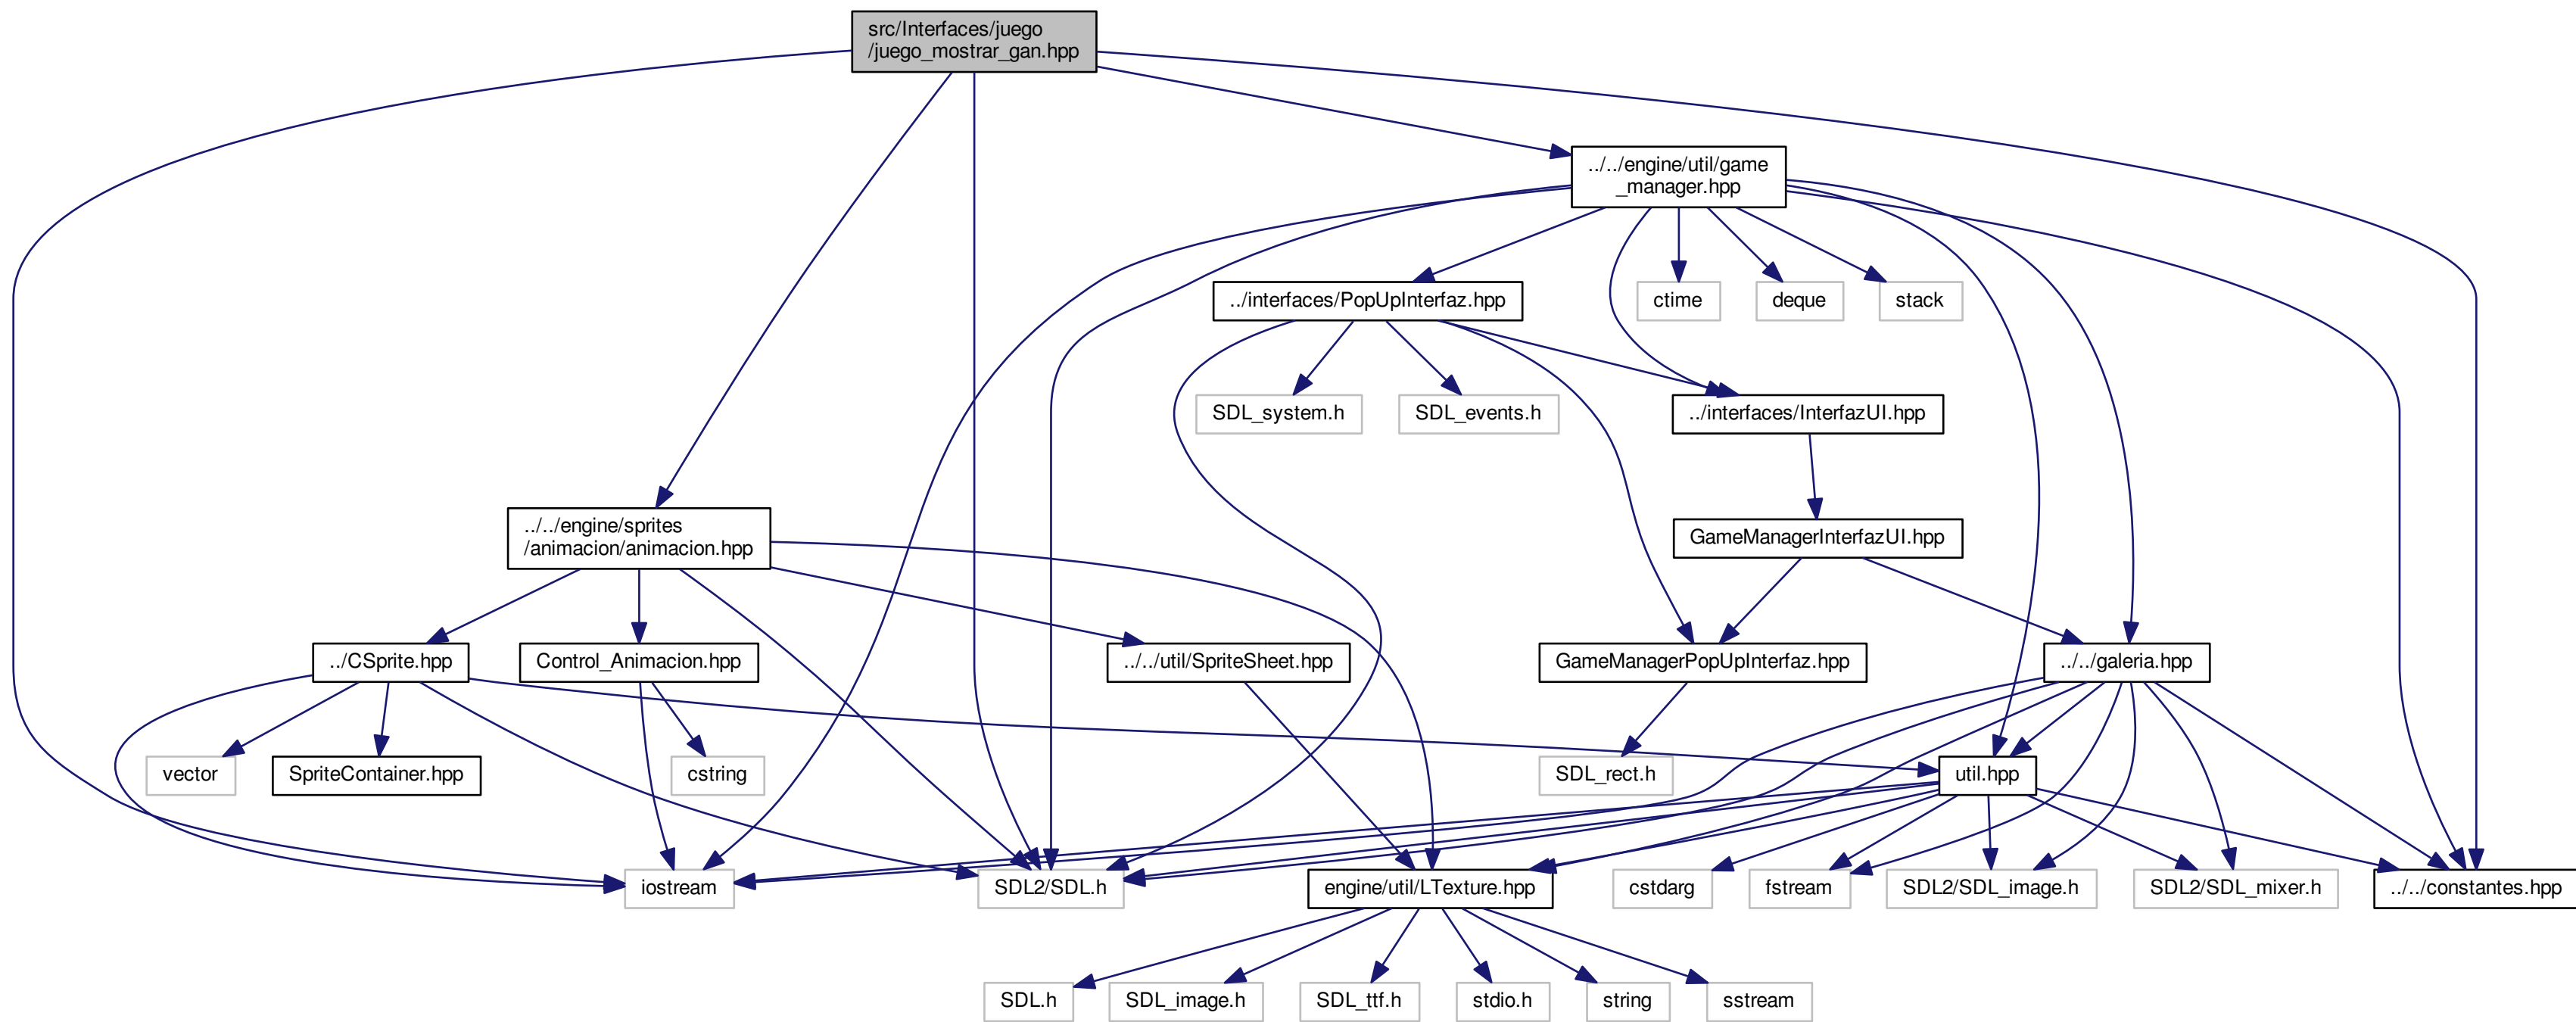 src/Interfaces/juego
/juego_mostrar_gan.hpp
../../engine/util/game
_manager.hpp
../interfaces/PopUpInterfaz.hpp
ctime
deque
stack
SDL_system.h
SDL_events.h
../interfaces/InterfazUI.hpp
../../engine/sprites
/animacion/animacion.hpp
GameManagerInterfazUI.hpp
../CSprite.hpp
Control_Animacion.hpp
../../util/SpriteSheet.hpp
GameManagerPopUpInterfaz.hpp
../../galeria.hpp
vector
SpriteContainer.hpp
cstring
SDL_rect.h
util.hpp
iostream
SDL2/SDL.h
engine/util/LTexture.hpp
cstdarg
fstream
SDL2/SDL_image.h
SDL2/SDL_mixer.h
../../constantes.hpp
SDL.h
SDL_image.h
SDL_ttf.h
stdio.h
string
sstream